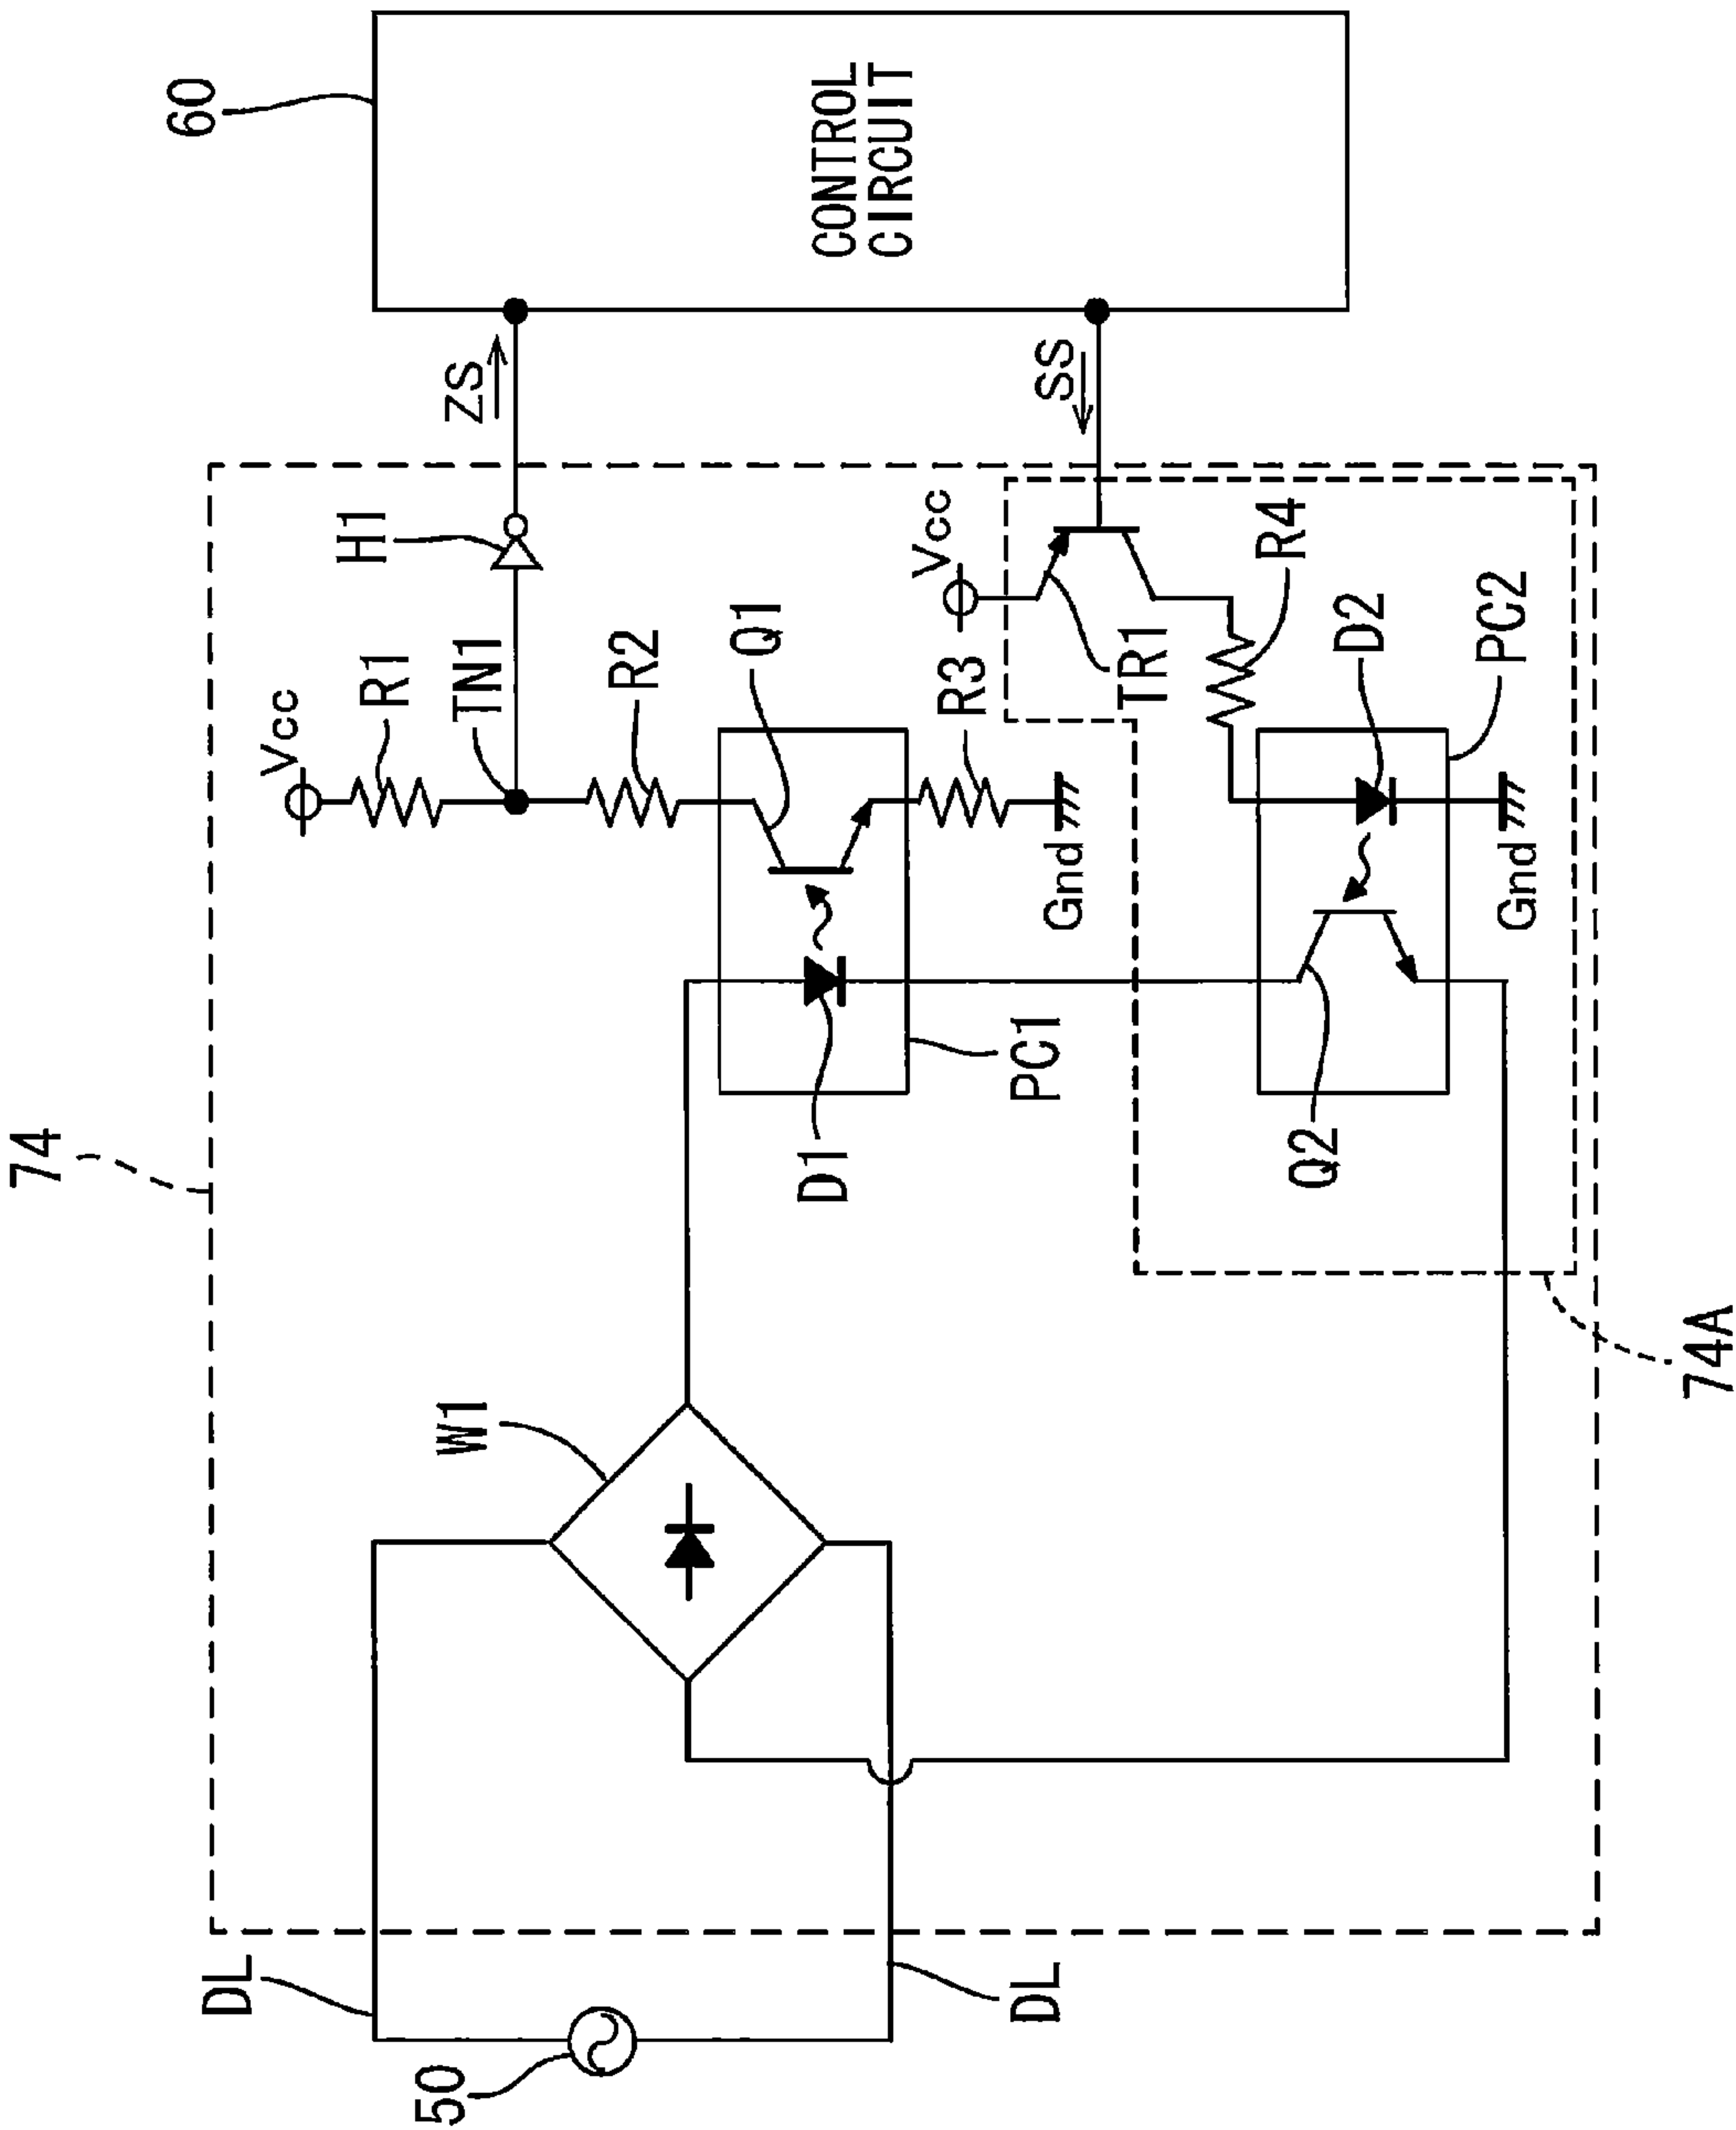 60
CONTROL
CIRCUIT
ZS
SS
H1
Vcc
R1
TN1
R2
Q1
Vcc
TR1
R3
R4
D2
PC2
Gnd
Gnd
D1
PC1
Q2
74
74A
W1
DL
DL
50